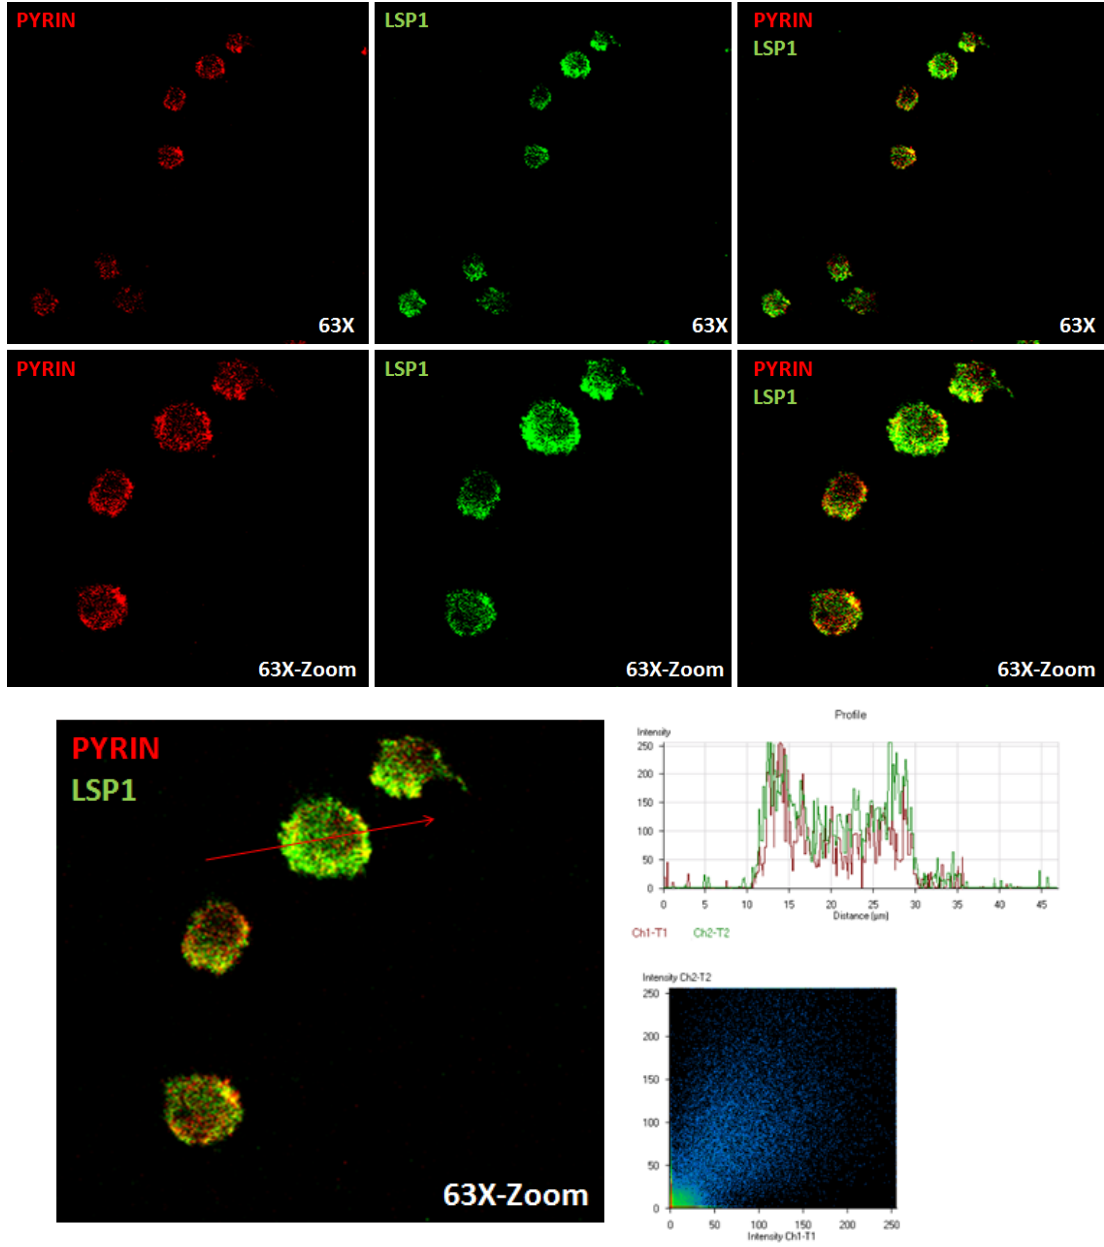 PYRIN
LSP1
PYRIN
LSP1
63X
63X
63X
PYRIN
LSP1
PYRIN
LSP1
63X-Zoom
63X-Zoom
63X-Zoom
PYRIN
LSP1
63X-Zoom
Profile
Intensity
250
200
150
100
50
0
0 5 10 15 20 25 30 35 40 45
Distance (µm)
Ch1-T1 Ch2-T2
Intensity Ch2-T2
250
200
150
100
50
0
0 50 100 150 200 250
Intensity Ch1-T1